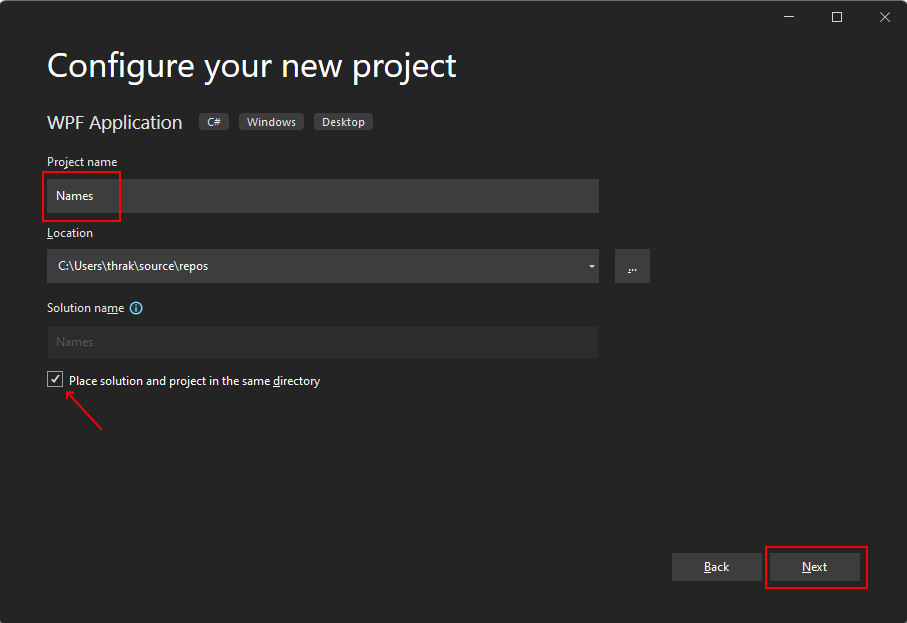 Configure your new project
WPF Application C# Windows Desktop
Project name
Names
Location
C:\Users\thrak\source\repos
...
Solution name
Names
Place solution and project in the same directory
Back Next